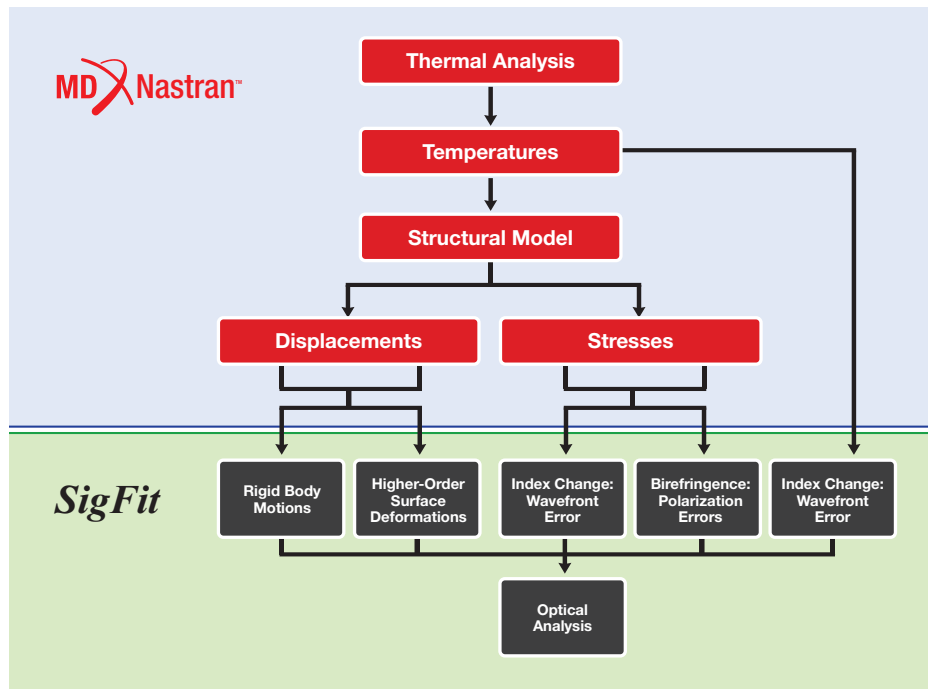 Thermal Analysis
MD Nastran™
Temperatures
Structural Model
Displacements
Stresses
SigFit
Rigid Body
Motions
Higher-Order
Surface
Deformations
Index Change:
Wavefront
Error
Birefringence:
Polarization
Errors
Index Change:
Wavefront
Error
Optical
Analysis